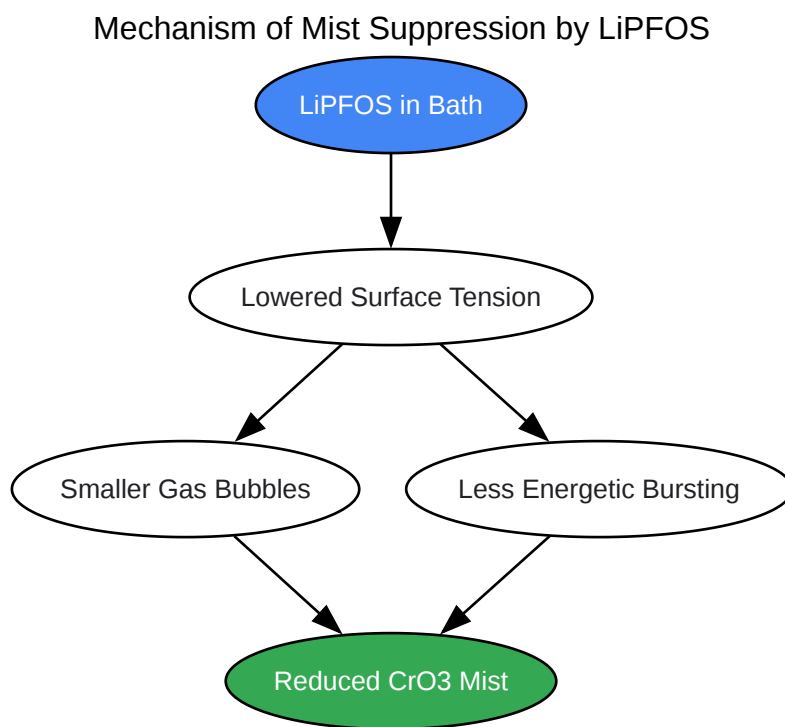 Mechanism of Mist Suppression by LiPFOS
LiPFOS in Bath
Lowered Surface Tension
Smaller Gas Bubbles
Less Energetic Bursting
Reduced CrO3 Mist